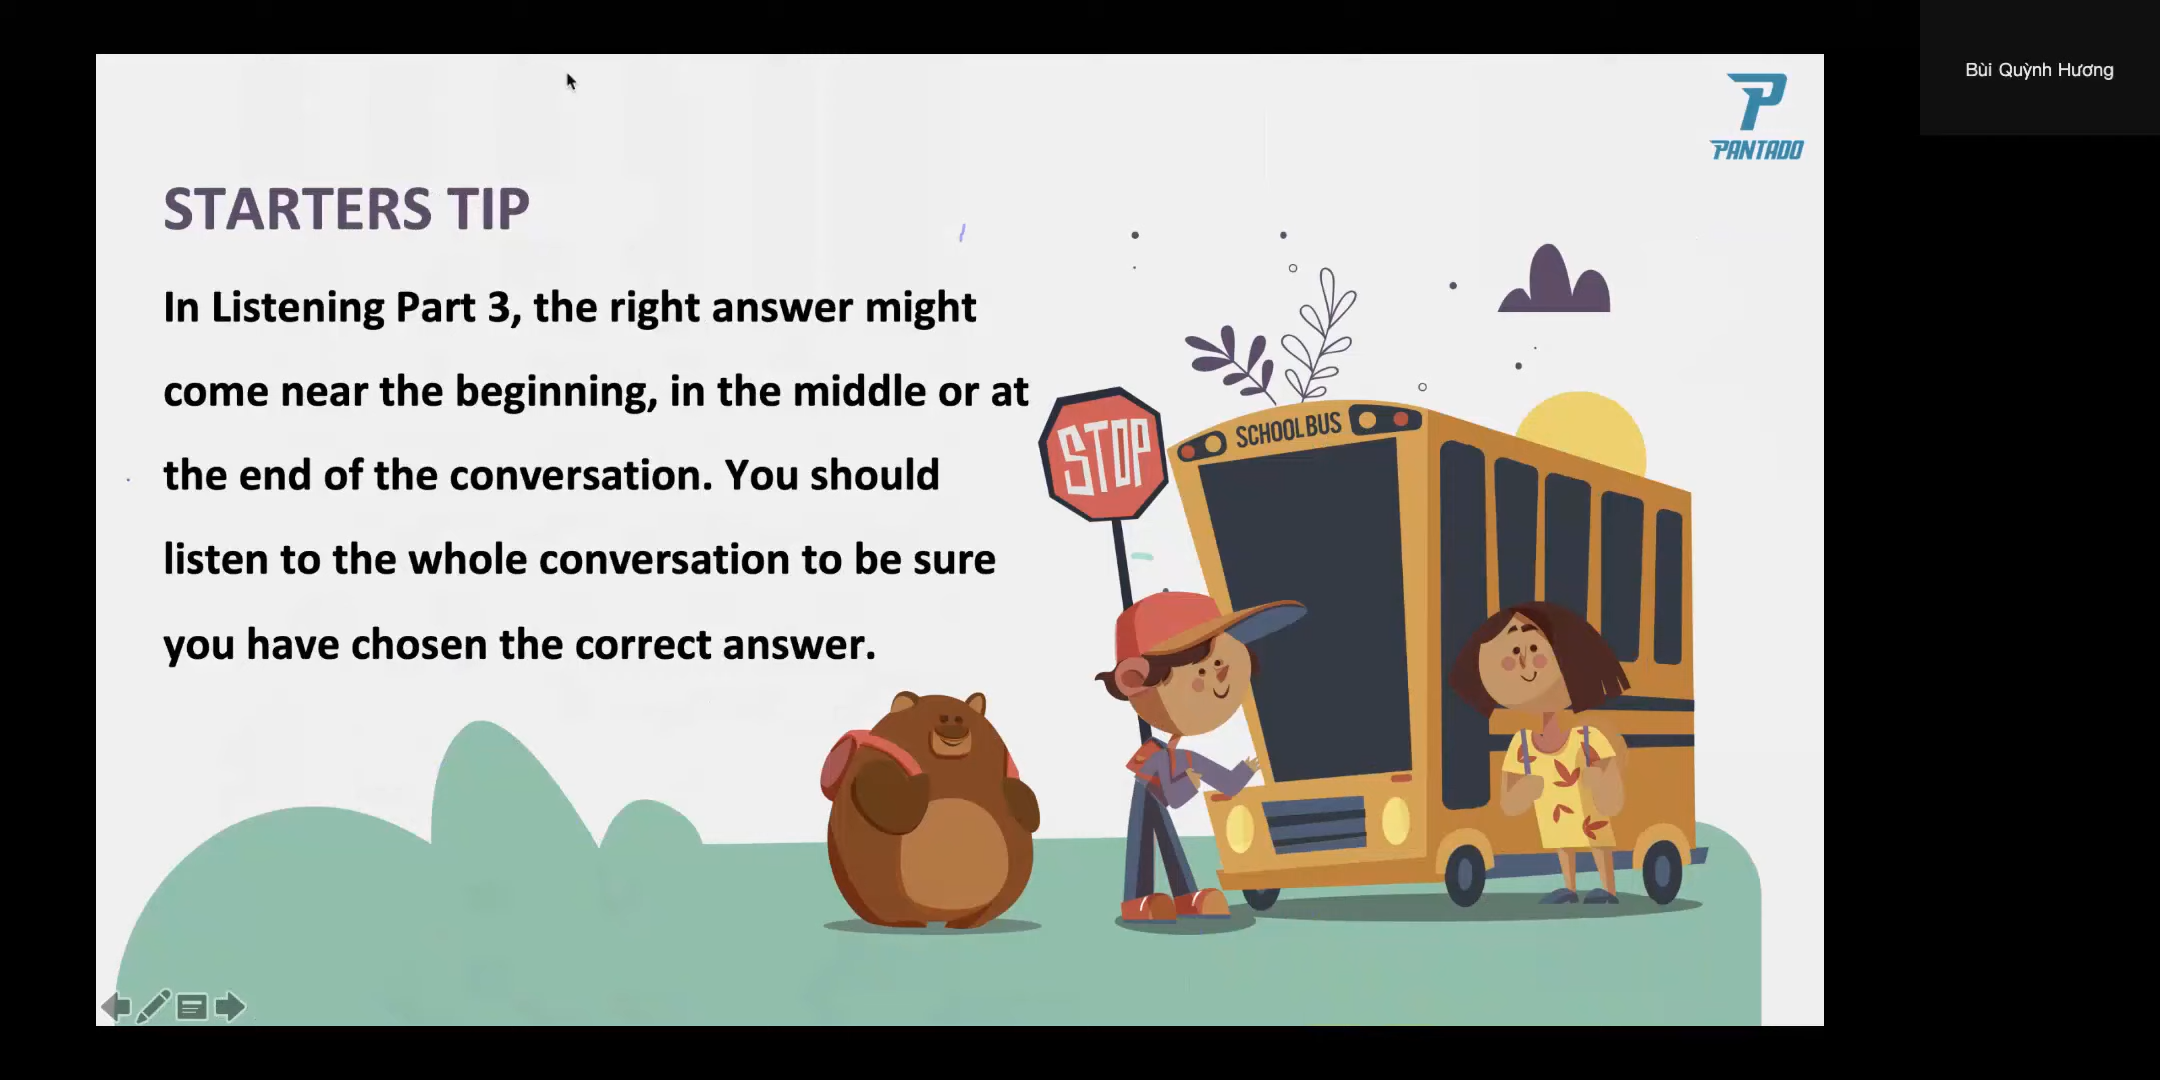 Bùi Quỳnh Hương
PANTADO
STARTERS TIP
In Listening Part 3, the right answer might
come near the beginning, in the middle or at
the end of the conversation. You should
listen to the whole conversation to be sure
you have chosen the correct answer.
STOP
SCHOOL BUS